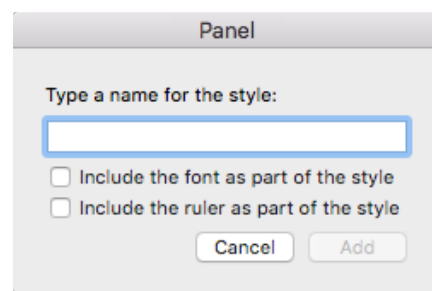 Panel
Type a name for the style:
Include the font as part of the style
Include the ruler as part of the style
Cancel Add